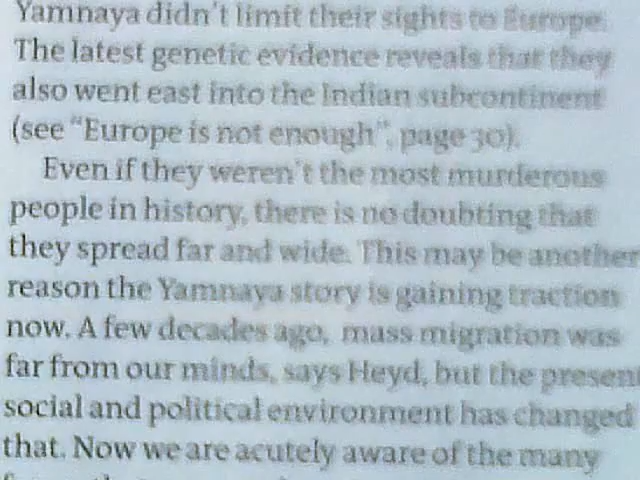 Yamnaya didn't limit their sights to Europe.
The latest genetic evidence reveals that they
also went east into the Indian subcontinent
(see "Europe is not enough", page 30).
Even if they weren't the most murderous
people in history, there is no doubting that
they spread far and wide. This may be another
reason the Yamnaya story is gaining traction
now. A few decades ago, mass migration was
far from our minds, says Heyd, but the present
social and political environment has changed
that. Now we are acutely aware of the many